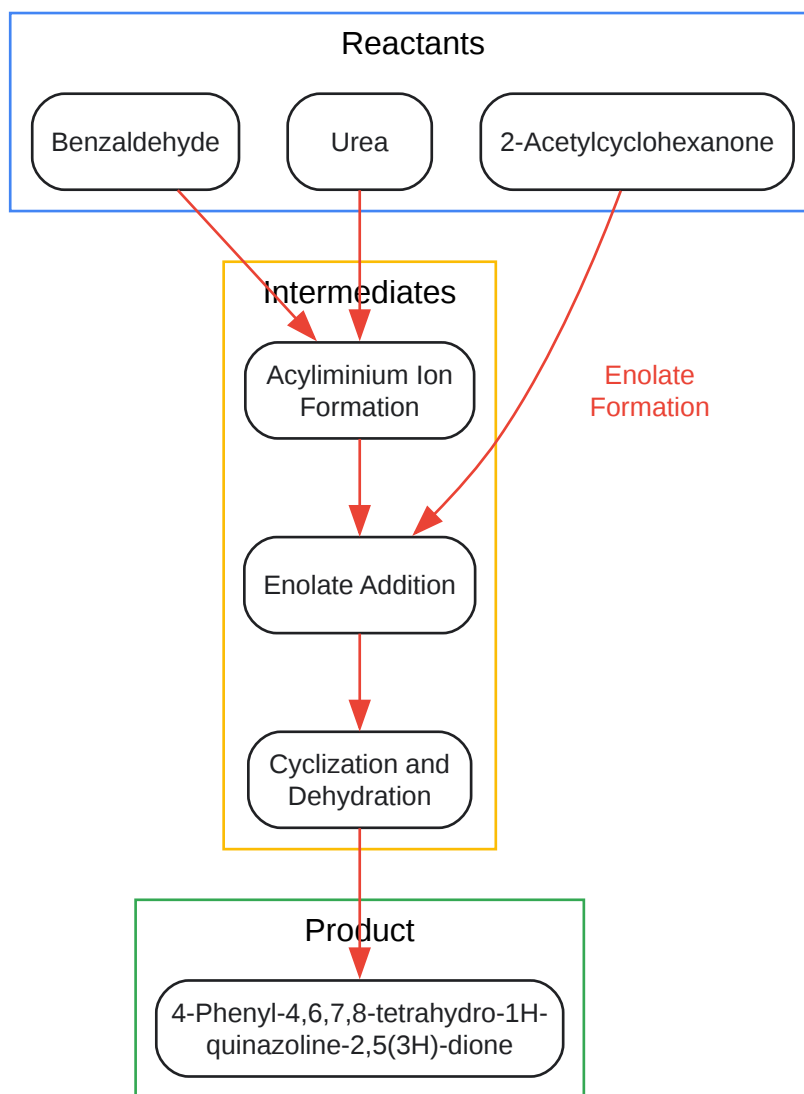 Reactants
Benzaldehyde
Urea
2-Acetylcyclohexanone
Intermediates
Acyliminium Ion
Formation
Enolate
Formation
Enolate Addition
Cyclization and
Dehydration
Product
4-Phenyl-4,6,7,8-tetrahydro-1H-
quinazoline-2,5(3H)-dione